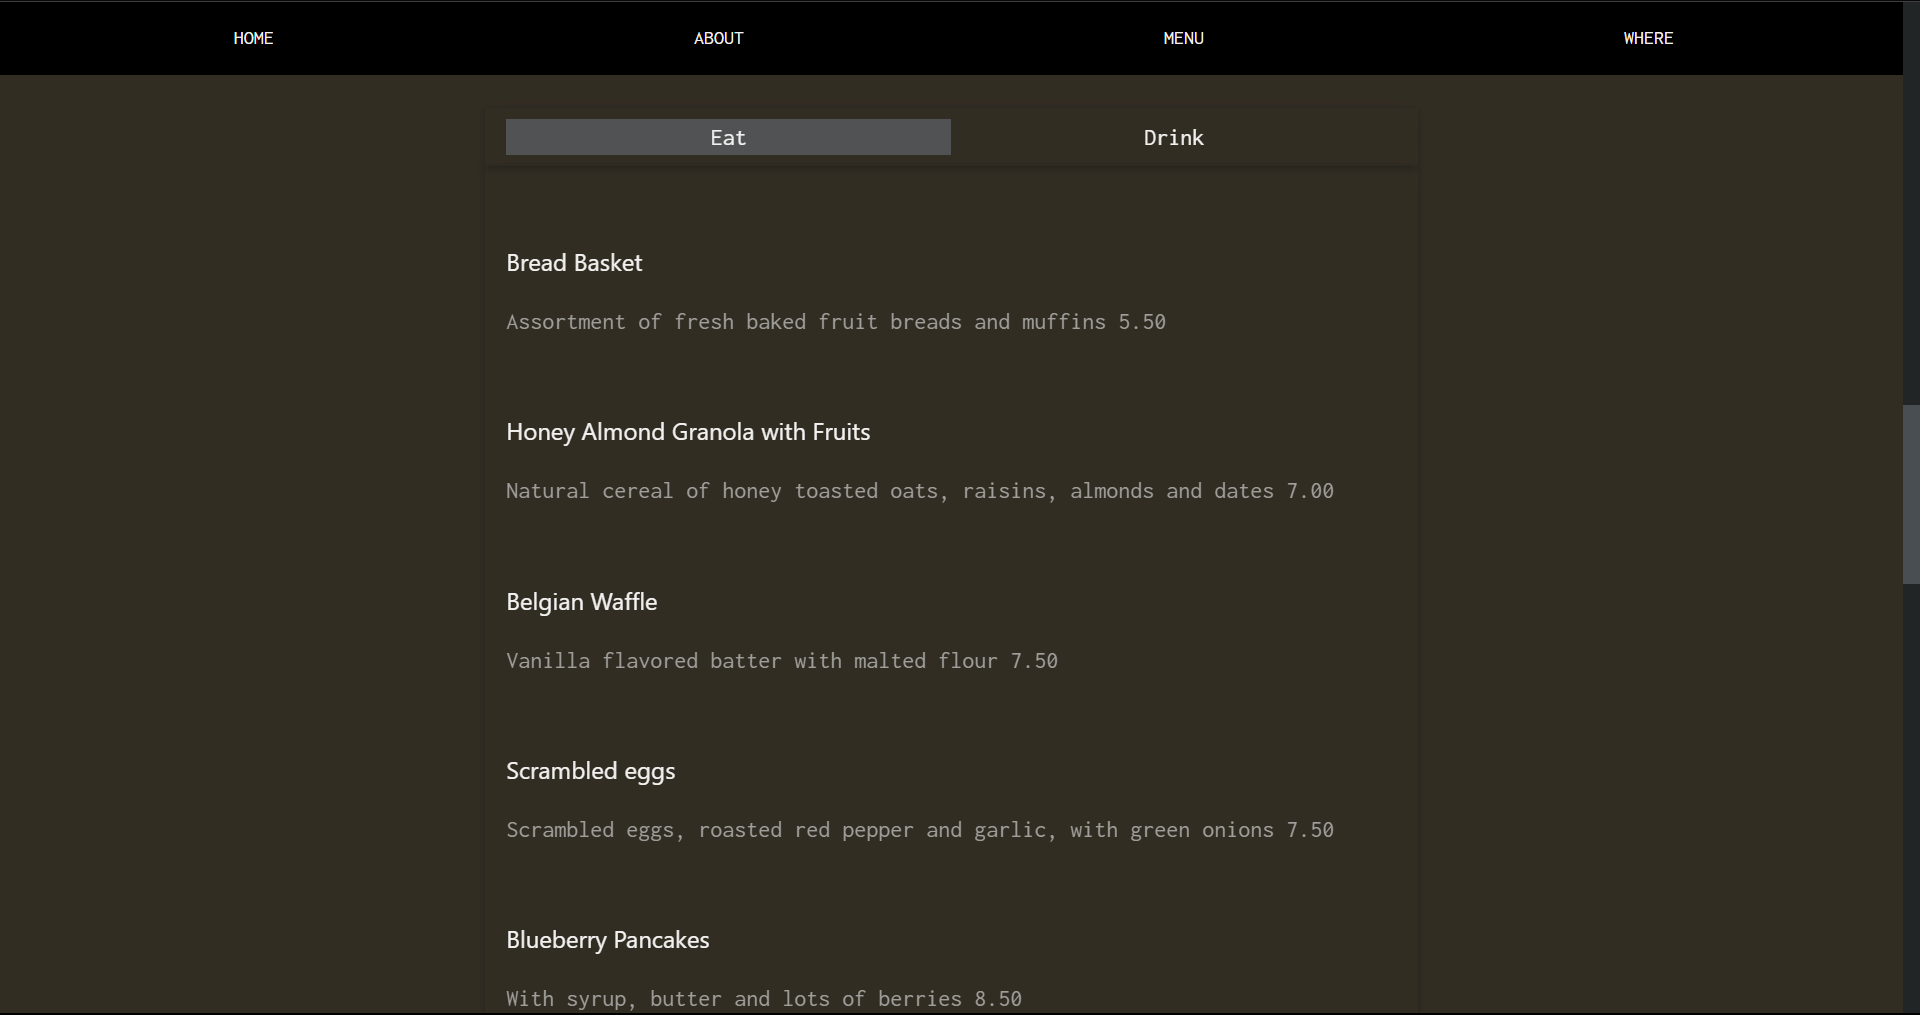 HOME ABOUT MENU WHERE
Eat Drink
Bread Basket
Assortment of fresh baked fruit breads and muffins 5.50
Honey Almond Granola with Fruits
Natural cereal of honey toasted oats, raisins, almonds and dates 7.00
Belgian Waffle
Vanilla flavored batter with malted flour 7.50
Scrambled eggs
Scrambled eggs, roasted red pepper and garlic, with green onions 7.50
Blueberry Pancakes
With syrup, butter and lots of berries 8.50